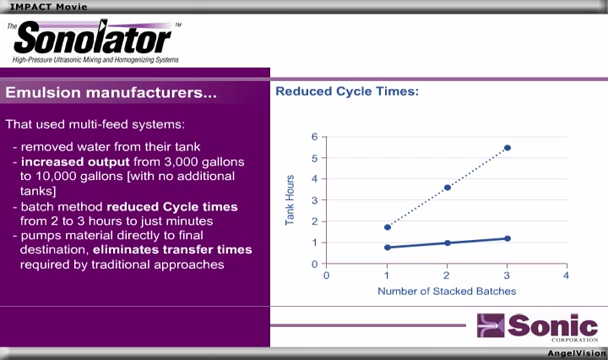 IMPACT Movie
The Sonolator™
High-Pressure Ultrasonic Mixing and Homogenizing Systems
Emulsion manufacturers...
That used multi-feed systems:
- removed water from their tank
- increased output from 3,000 gallons
to 10,000 gallons [with no additional
tanks]
- batch method reduced Cycle times
from 2 to 3 hours to just minutes
- pumps material directly to final
destination, eliminates transfer times
required by traditional approaches
Reduced Cycle Times:
6
5
4
3
2
1
0
Tank Hours
0 1 2 3 4
Number of Stacked Batches
Sonic
CORPORATION
AngelVision